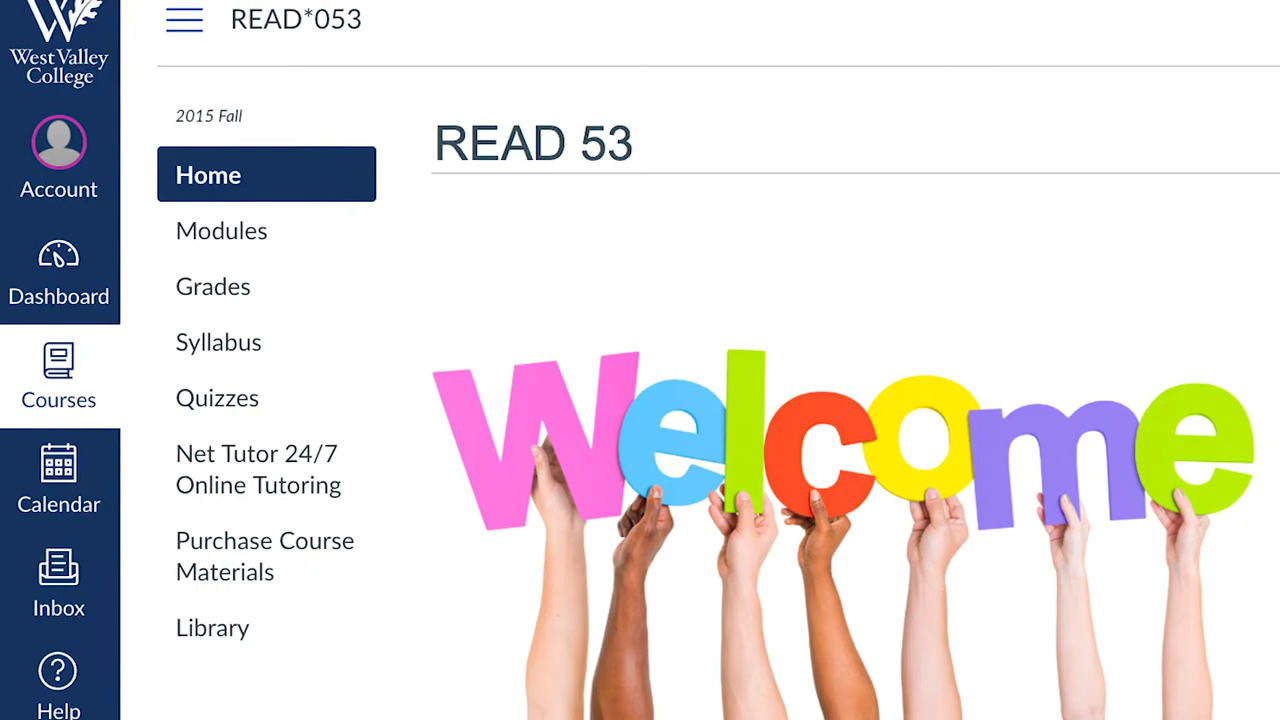 West Valley
College
Account
Dashboard
Courses
Calendar
Inbox
Help
READ*053
2015 Fall
Home
Modules
Grades
Syllabus
Quizzes
Net Tutor 24/7
Online Tutoring
Purchase Course
Materials
Library
READ 53
Welcome